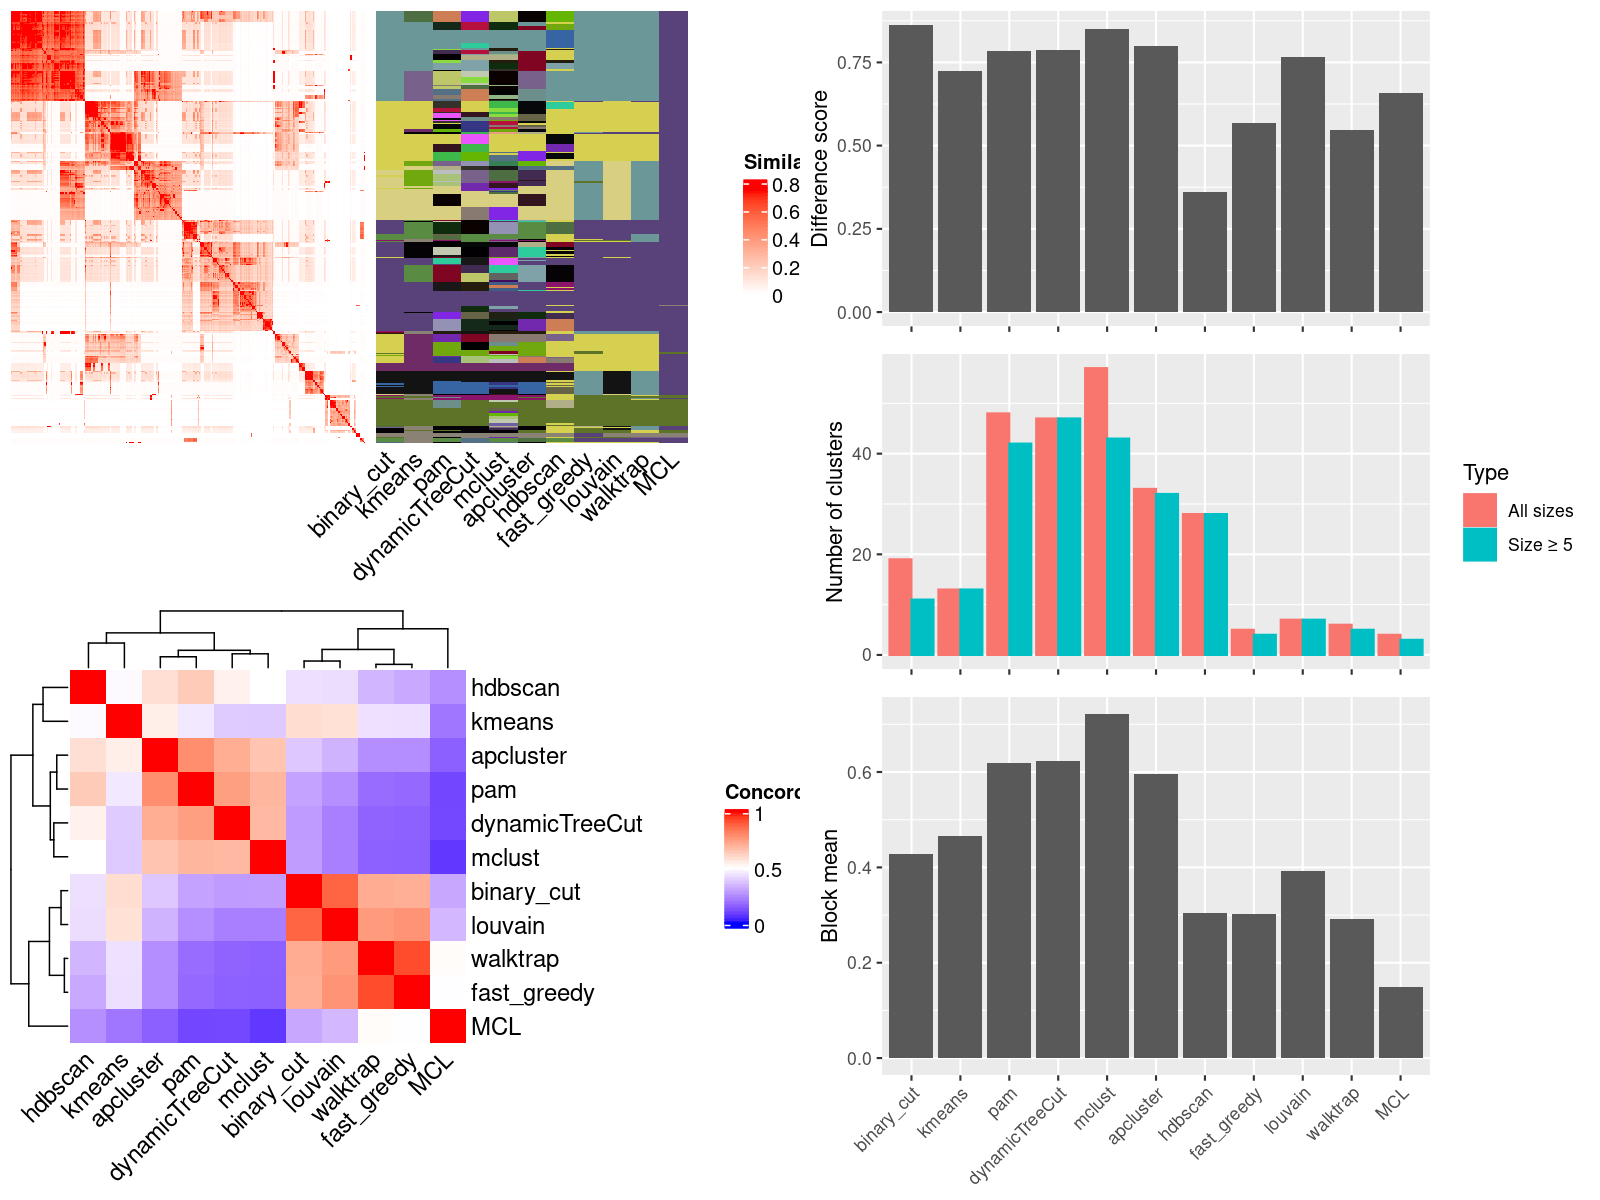 Simila
0.8
0.6
0.4
0.2
0
binary_cut
kmeans
pam
dynamicTreeCut
mclust
apcluster
hdbscan
fast_greedy
louvain
walktrap
MCL
hdbscan
kmeans
apcluster
pam
dynamicTreeCut
mclust
binary_cut
louvain
walktrap
fast_greedy
MCL
hdbscan
kmeans
apcluster
pam
dynamicTreeCut
mclust
binary_cut
louvain
walktrap
fast_greedy
MCL
Concord
1
0.5
0
Difference score
0.75
0.50
0.25
0.00
Number of clusters
40
20
0
Type
All sizes
Size ≥ 5
Block mean
0.6
0.4
0.2
0.0
binary_cut
kmeans
pam
dynamicTreeCut
mclust
apcluster
hdbscan
fast_greedy
louvain
walktrap
MCL